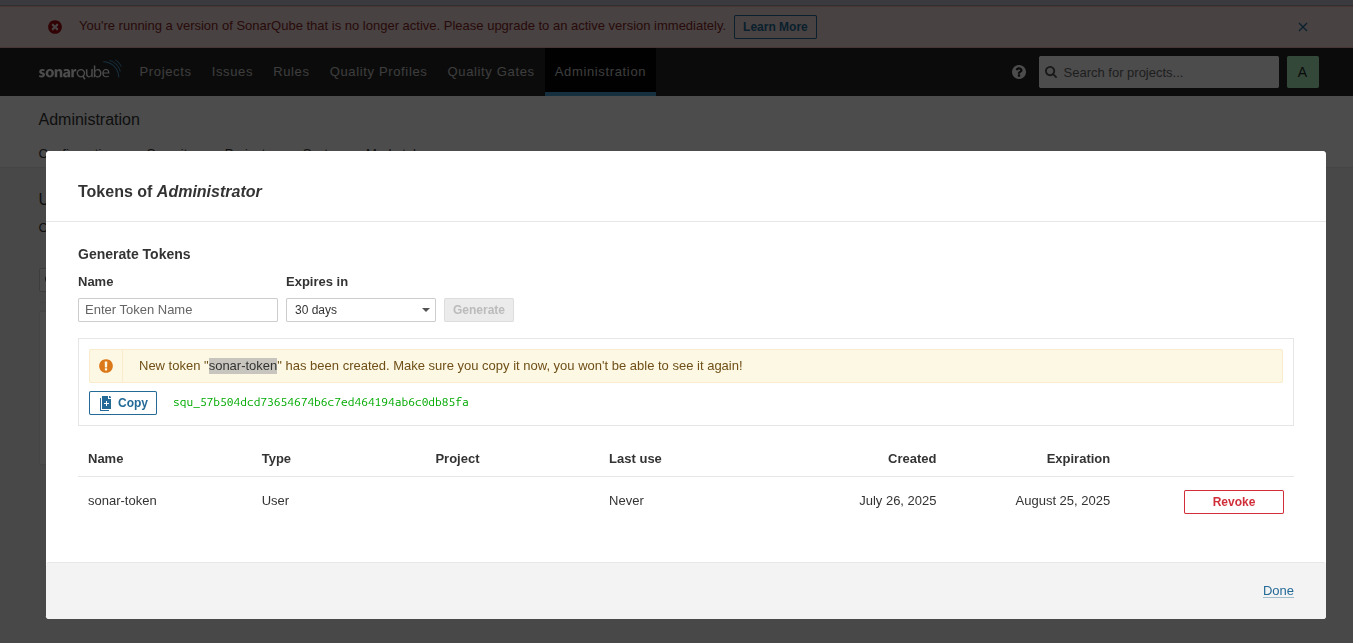 You're running a version of SonarQube that is no longer active. Please upgrade to an active version immediately. Learn More
sonarqube Projects Issues Rules Quality Profiles Quality Gates Administration Search for projects... A
Administration
Tokens of Administrator
Generate Tokens
Name Expires in
Enter Token Name 30 days Generate
New token "sonar-token" has been created. Make sure you copy it now, you won't be able to see it again!
Copy squ_57b504dcd73654674b6c7ed464194ab6c0db85fa
Name Type Project Last use Created Expiration
sonar-token User Never July 26, 2025 August 25, 2025 Revoke
Done